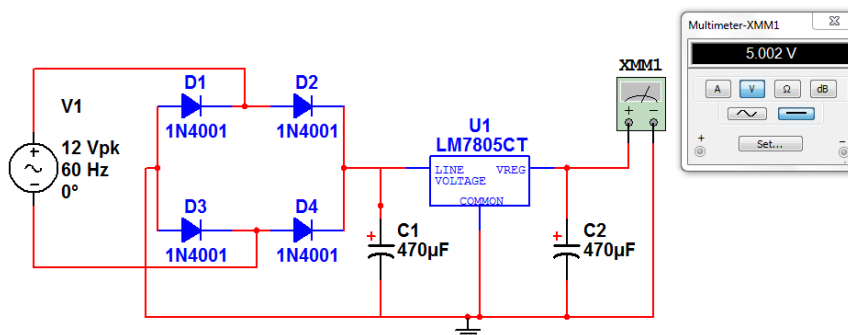 Multimeter-XMM1
5.002 V
A V Ω dB
+ Set... -
XMM1
+ -
V1
12 Vpk
60 Hz
0°
+
-
D1
1N4001
D2
1N4001
D3
1N4001
D4
1N4001
U1
LM7805CT
LINE VREG
VOLTAGE
COMMON
+ C1
470µF
+ C2
470µF